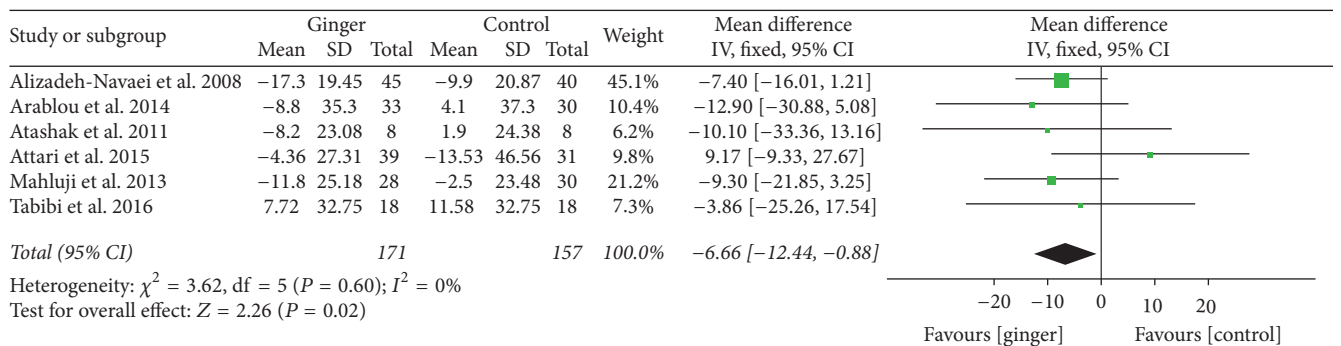 Study or subgroup Ginger Control Weight Mean difference Mean difference
Mean SD Total Mean SD Total IV, fixed, 95% CI IV, fixed, 95% CI
Alizadeh-Navaei et al. 2008 −17.3 19.45 45 −9.9 20.87 40 45.1% −7.40 [−16.01, 1.21]
Arablou et al. 2014 −8.8 35.3 33 4.1 37.3 30 10.4% −12.90 [−30.88, 5.08]
Atashak et al. 2011 −8.2 23.08 8 1.9 24.38 8 6.2% −10.10 [−33.36, 13.16]
Attari et al. 2015 −4.36 27.31 39 −13.53 46.56 31 9.8% 9.17 [−9.33, 27.67]
Mahluji et al. 2013 −11.8 25.18 28 −2.5 23.48 30 21.2% −9.30 [−21.85, 3.25]
Tabibi et al. 2016 7.72 32.75 18 11.58 32.75 18 7.3% −3.86 [−25.26, 17.54]
Total (95% CI) 171 157 100.0% −6.66 [−12.44, −0.88]
Heterogeneity: χ² = 3.62, df = 5 (P = 0.60); I² = 0%
Test for overall effect: Z = 2.26 (P = 0.02)
−20 −10 0 10 20
Favours [ginger] Favours [control]